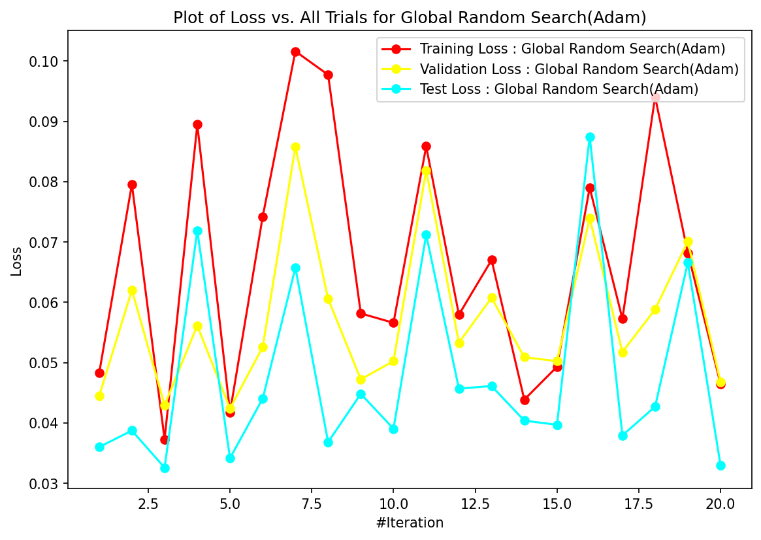 Plot of Loss vs. All Trials for Global Random Search(Adam)
Training Loss : Global Random Search(Adam)
Validation Loss : Global Random Search(Adam)
Test Loss : Global Random Search(Adam)
Loss
0.10
0.09
0.08
0.07
0.06
0.05
0.04
0.03
2.5 5.0 7.5 10.0 12.5 15.0 17.5 20.0
#Iteration